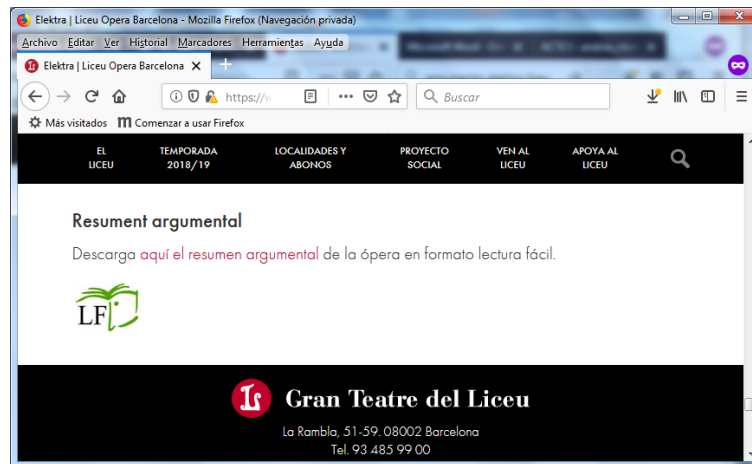 Elektra | Liceu Opera Barcelona - Mozilla Firefox (Navegación privada)
Archivo Editar Ver Historial Marcadores Herramientas Ayuda
Elektra | Liceu Opera Barcelona
https://w
Buscar
Más visitados Comenzar a usar Firefox
EL LICEU
TEMPORADA 2018/19
LOCALIDADES Y ABONOS
PROYECTO SOCIAL
VEN AL LICEU
APOYA AL LICEU
Resument argumental
Descarga aquí el resumen argumental de la ópera en formato lectura fácil.
LF
Gran Teatre del Liceu
La Rambla, 51-59. 08002 Barcelona
Tel. 93 485 99 00